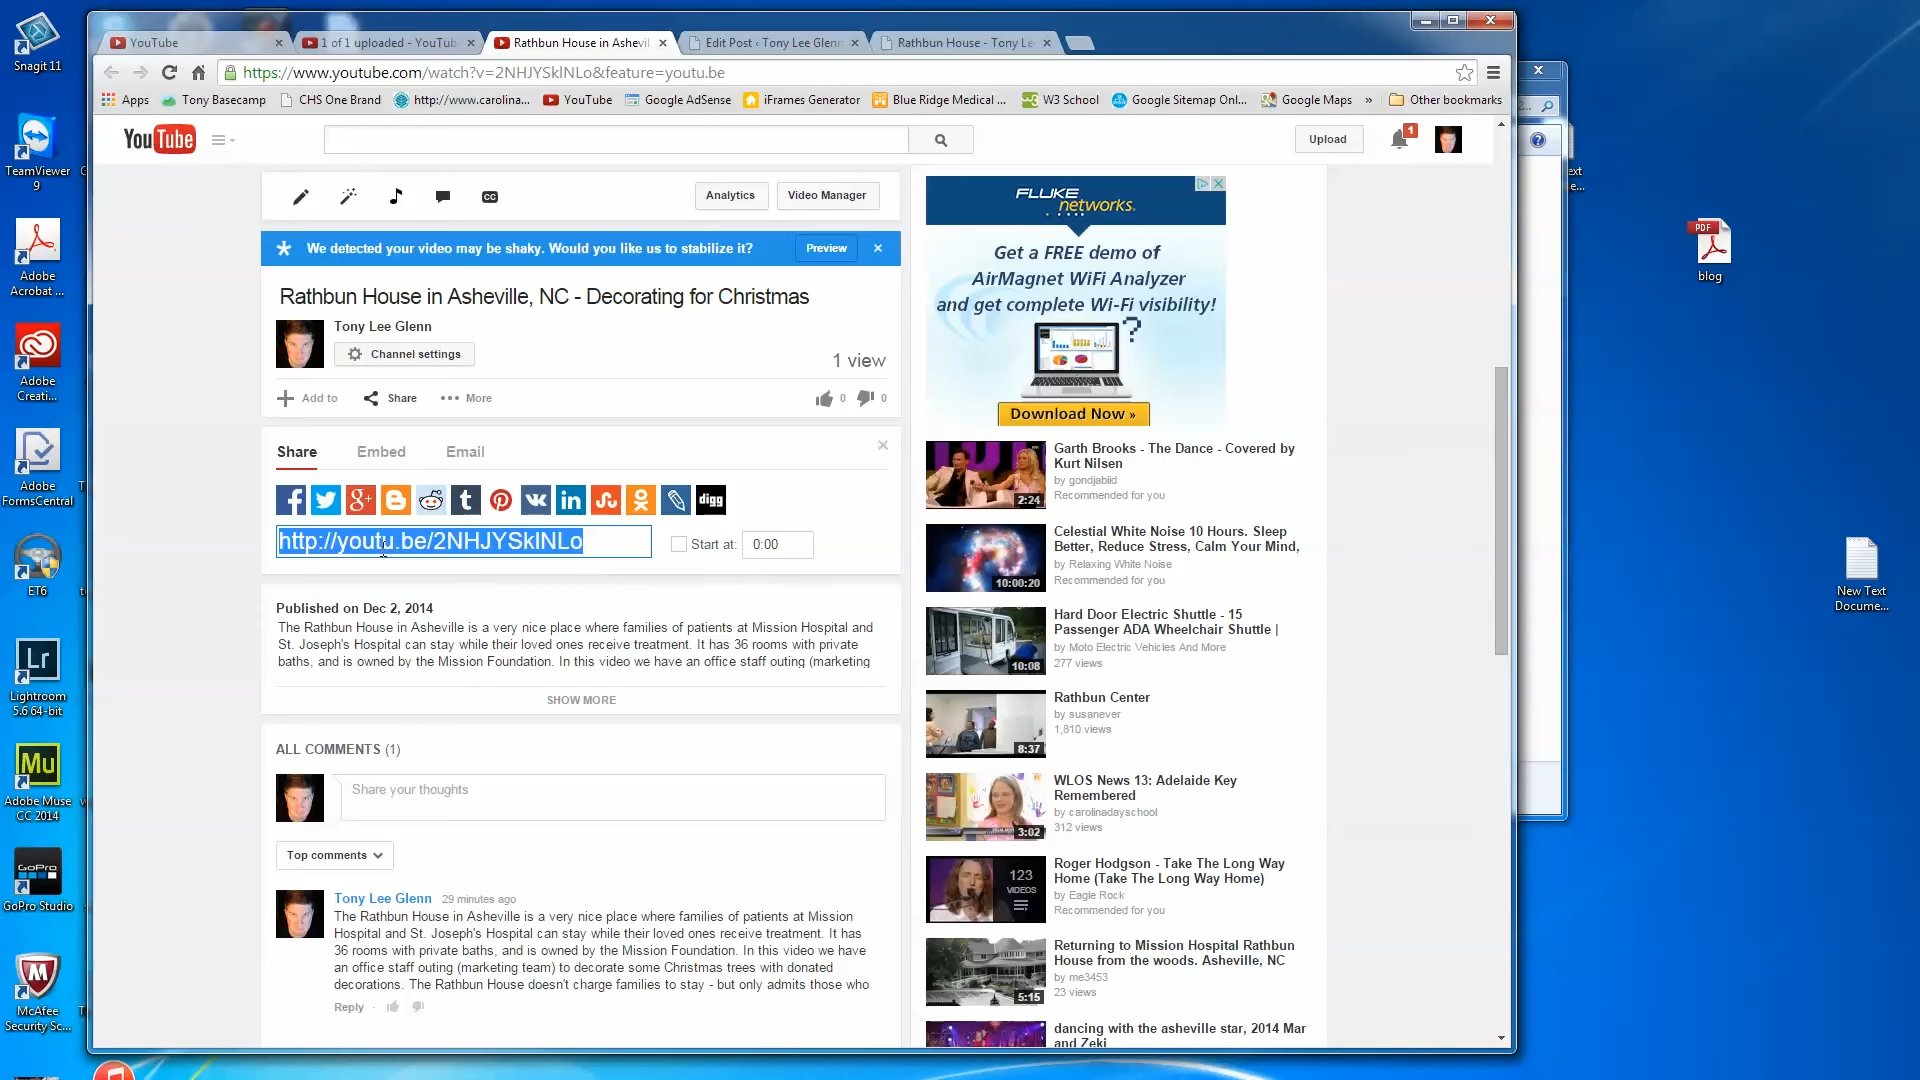 Snagit 11
TeamViewer
9
Adobe
Acrobat ...
Adobe
Creati...
Adobe
FormsCentral
ET6
Lr
Lightroom
5.6 64-bit
Mu
Adobe Muse
CC 2014
GoPro
GoPro Studio
McAfee
Security Sc...
YouTube
1 of 1 uploaded - YouTub
Rathbun House in Ashevil
Edit Post ‹ Tony Lee Glenn
Rathbun House - Tony Le
https://www.youtube.com/watch?v=2NHJYSklNLo&feature=youtu.be
Apps
Tony Basecamp
CHS One Brand
http://www.carolina...
YouTube
Google AdSense
iFrames Generator
Blue Ridge Medical ...
W3 School
Google Sitemap Onl...
Google Maps
»
Other bookmarks
YouTube
Upload
1
CC
Analytics
Video Manager
We detected your video may be shaky. Would you like us to stabilize it?
Preview
Rathbun House in Asheville, NC - Decorating for Christmas
Tony Lee Glenn
Channel settings
1 view
Add to
Share
More
0
0
Share
Embed
Email
g+
t
in
digg
http://youtu.be/2NHJYSklNLo
Start at:
0:00
Published on Dec 2, 2014
The Rathbun House in Asheville is a very nice place where families of patients at Mission Hospital and
St. Joseph's Hospital can stay while their loved ones receive treatment. It has 36 rooms with private
baths, and is owned by the Mission Foundation. In this video we have an office staff outing (marketing
SHOW MORE
ALL COMMENTS (1)
Share your thoughts
Top comments
Tony Lee Glenn 29 minutes ago
The Rathbun House in Asheville is a very nice place where families of patients at Mission
Hospital and St. Joseph's Hospital can stay while their loved ones receive treatment. It has
36 rooms with private baths, and is owned by the Mission Foundation. In this video we have
an office staff outing (marketing team) to decorate some Christmas trees with donated
decorations. The Rathbun House doesn't charge families to stay - but only admits those who
Reply
FLUKE
networks.
Get a FREE demo of
AirMagnet WiFi Analyzer
and get complete Wi-Fi visibility!
?
Download Now »
2:24
Garth Brooks - The Dance - Covered by
Kurt Nilsen
by gondjabiid
Recommended for you
10:00:20
Celestial White Noise 10 Hours. Sleep
Better, Reduce Stress, Calm Your Mind,
by Relaxing White Noise
Recommended for you
10:08
Hard Door Electric Shuttle - 15
Passenger ADA Wheelchair Shuttle |
by Moto Electric Vehicles And More
277 views
8:37
Rathbun Center
by susanever
1,810 views
3:02
WLOS News 13: Adelaide Key
Remembered
by carolinadayschool
312 views
123
VIDEOS
Roger Hodgson - Take The Long Way
Home (Take The Long Way Home)
by Eagle Rock
Recommended for you
5:15
Returning to Mission Hospital Rathbun
House from the woods. Asheville, NC
by me3453
23 views
dancing with the asheville star, 2014 Mar
and Zeki
PDF
blog
New Text
Docume...